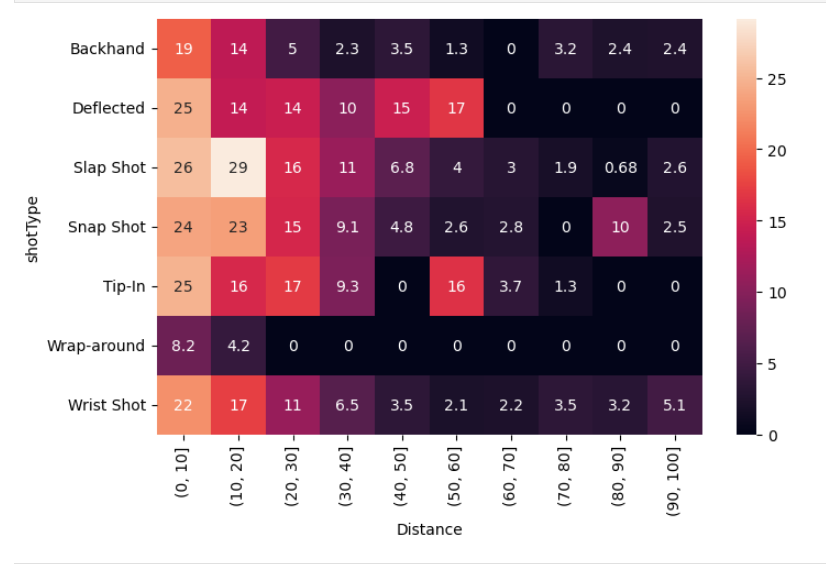 Backhand 19 14 5 2.3 3.5 1.3 0 3.2 2.4 2.4
Deflected 25 14 14 10 15 17 0 0 0 0
Slap Shot 26 29 16 11 6.8 4 3 1.9 0.68 2.6
Snap Shot 24 23 15 9.1 4.8 2.6 2.8 0 10 2.5
Tip-In 25 16 17 9.3 0 16 3.7 1.3 0 0
Wrap-around 8.2 4.2 0 0 0 0 0 0 0 0
Wrist Shot 22 17 11 6.5 3.5 2.1 2.2 3.5 3.2 5.1
shotType
(0, 10] (10, 20] (20, 30] (30, 40] (40, 50] (50, 60] (60, 70] (70, 80] (80, 90] (90, 100]
Distance
25
20
15
10
5
0